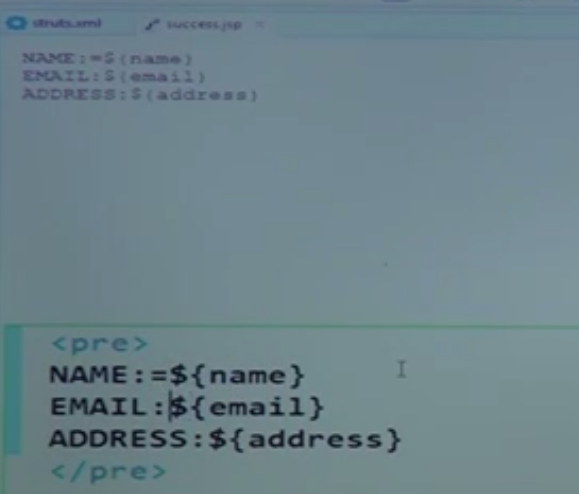 struts.xml
success.jsp
NAME:=${name}
EMAIL:${email}
ADDRESS:${address}
<pre>
NAME:=${name}
EMAIL:${email}
ADDRESS:${address}
</pre>